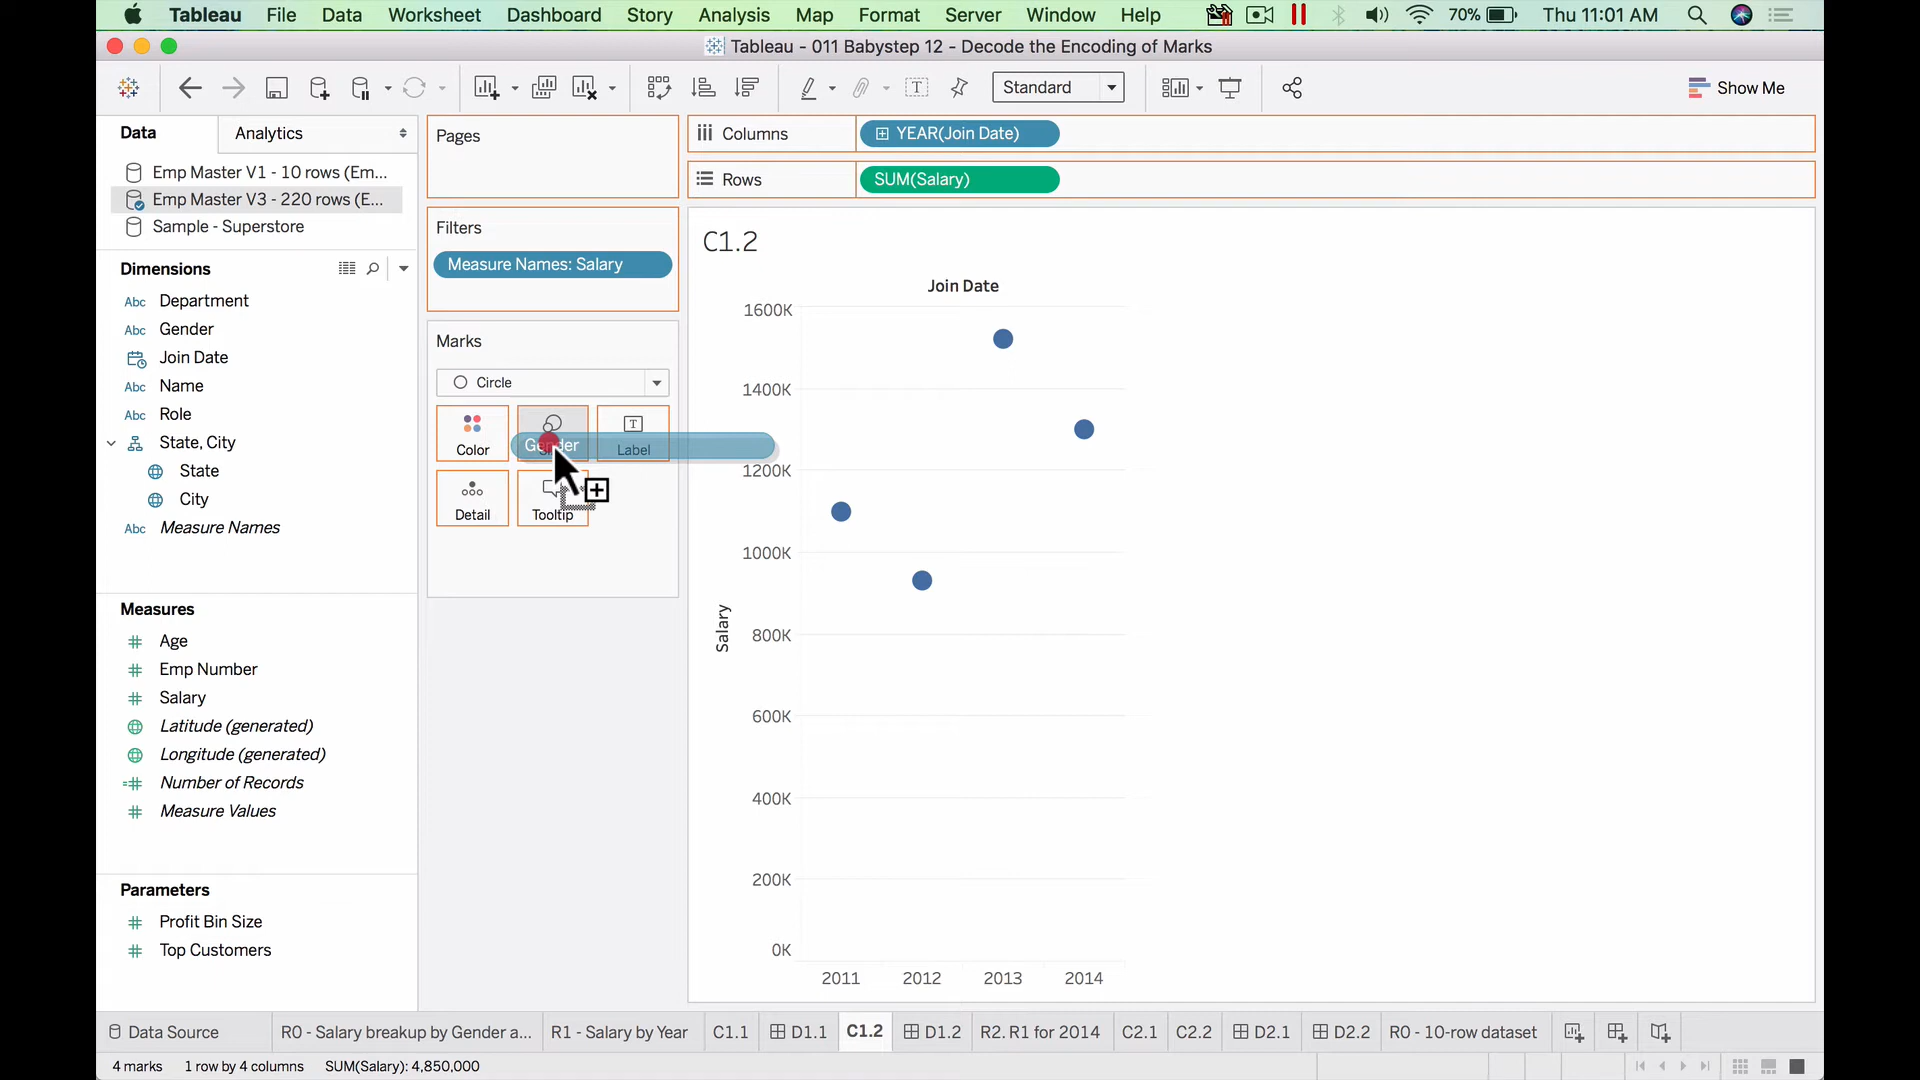 Tableau File Data Worksheet Dashboard Story Analysis Map Format Server Window Help 70% Thu 11:01 AM
Tableau - 011 Babystep 12 - Decode the Encoding of Marks
Standard Show Me
Data Analytics
Emp Master V1 - 10 rows (Em...
Emp Master V3 - 220 rows (E...
Sample - Superstore
Dimensions
Abc Department
Abc Gender
Join Date
Abc Name
Abc Role
State, City
State
City
Abc Measure Names
Measures
Age
Emp Number
Salary
Latitude (generated)
Longitude (generated)
Number of Records
Measure Values
Parameters
Profit Bin Size
Top Customers
Pages
Filters
Measure Names: Salary
Marks
Circle
Color
Gender
Label
Detail
Tooltip
Columns YEAR(Join Date)
Rows SUM(Salary)
C1.2
Join Date
1600K
1400K
1200K
1000K
800K
600K
400K
200K
0K
Salary
2011 2012 2013 2014
Data Source R0 - Salary breakup by Gender a... R1 - Salary by Year C1.1 D1.1 C1.2 D1.2 R2. R1 for 2014 C2.1 C2.2 D2.1 D2.2 R0 - 10-row dataset
4 marks 1 row by 4 columns SUM(Salary): 4,850,000